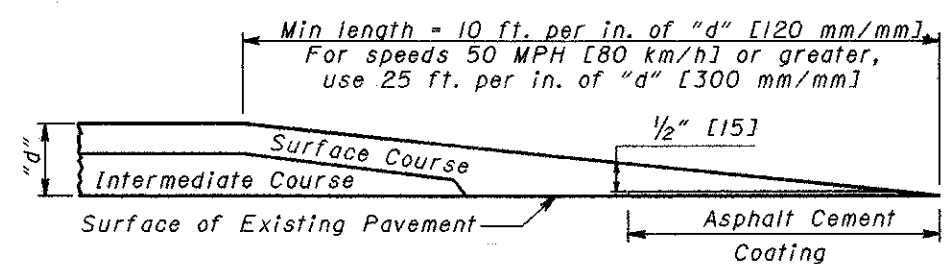 Min length = 10 ft. per in. of "d" [120 mm/mm]
For speeds 50 MPH [80 km/h] or greater,
use 25 ft. per in. of "d" [300 mm/mm]
1/2" [15]
"d"
Surface Course
Intermediate Course
Surface of Existing Pavement
Asphalt Cement
Coating